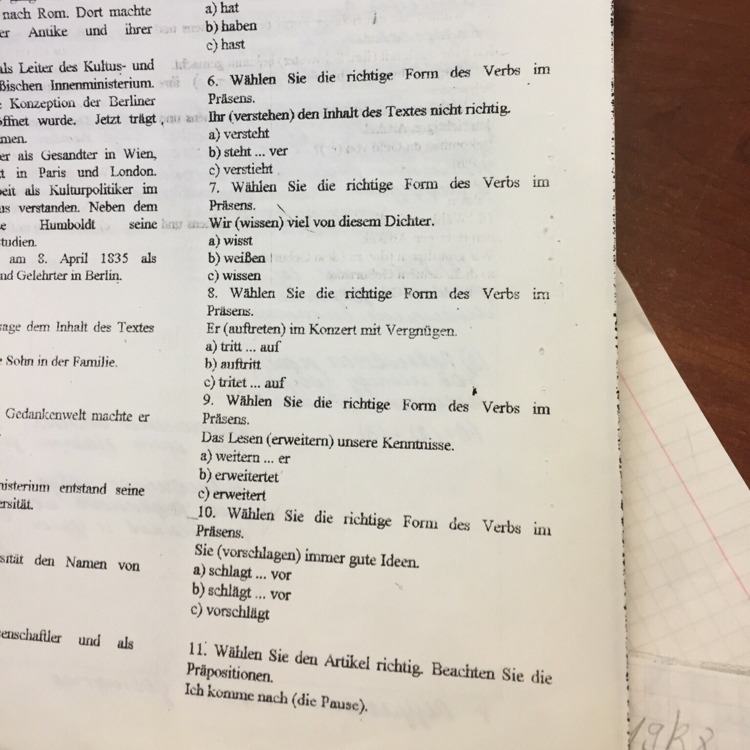 nach Rom. Dort machte
er Antike und ihrer
als Leiter des Kultus- und
Bischen Innenministerium.
Konzeption der Berliner
öffnet wurde. Jetzt trägt
men.
er als Gesandter in Wien,
t in Paris und London.
beit als Kulturpolitiker im
us verstanden. Neben dem
e Humboldt seine
tudien.
am 8. April 1835 als
nd Gelehrter in Berlin.
sage dem Inhalt des Textes
e Sohn in der Familie.
Gedankenwelt machte er
nisterium entstand seine
ersität.
sität den Namen von
enschaftler und als
a) hat
b) haben
c) hast
6. Wählen Sie die richtige Form des Verbs im
Präsens.
Ihr (verstehen) den Inhalt des Textes nicht richtig.
a) versteht
b) steht ... ver
c) verstieht
7. Wählen Sie die richtige Form des Verbs im
Präsens.
Wir (wissen) viel von diesem Dichter.
a) wisst
b) weißen
c) wissen
8. Wählen Sie die richtige Form des Verbs im
Präsens.
Er (auftreten) im Konzert mit Vergnügen.
a) tritt ... auf
b) auftritt
c) tritet ... auf
9. Wählen Sie die richtige Form des Verbs im
Präsens.
Das Lesen (erweitern) unsere Kenntnisse.
a) weitern ... er
b) erweitertet
c) erweitert
10. Wählen Sie die richtige Form des Verbs im
Präsens.
Sie (vorschlagen) immer gute Ideen.
a) schlagt ... vor
b) schlägt ... vor
c) vorschlägt
11. Wählen Sie den Artikel richtig. Beachten Sie die
Präpositionen.
Ich komme nach (die Pause).